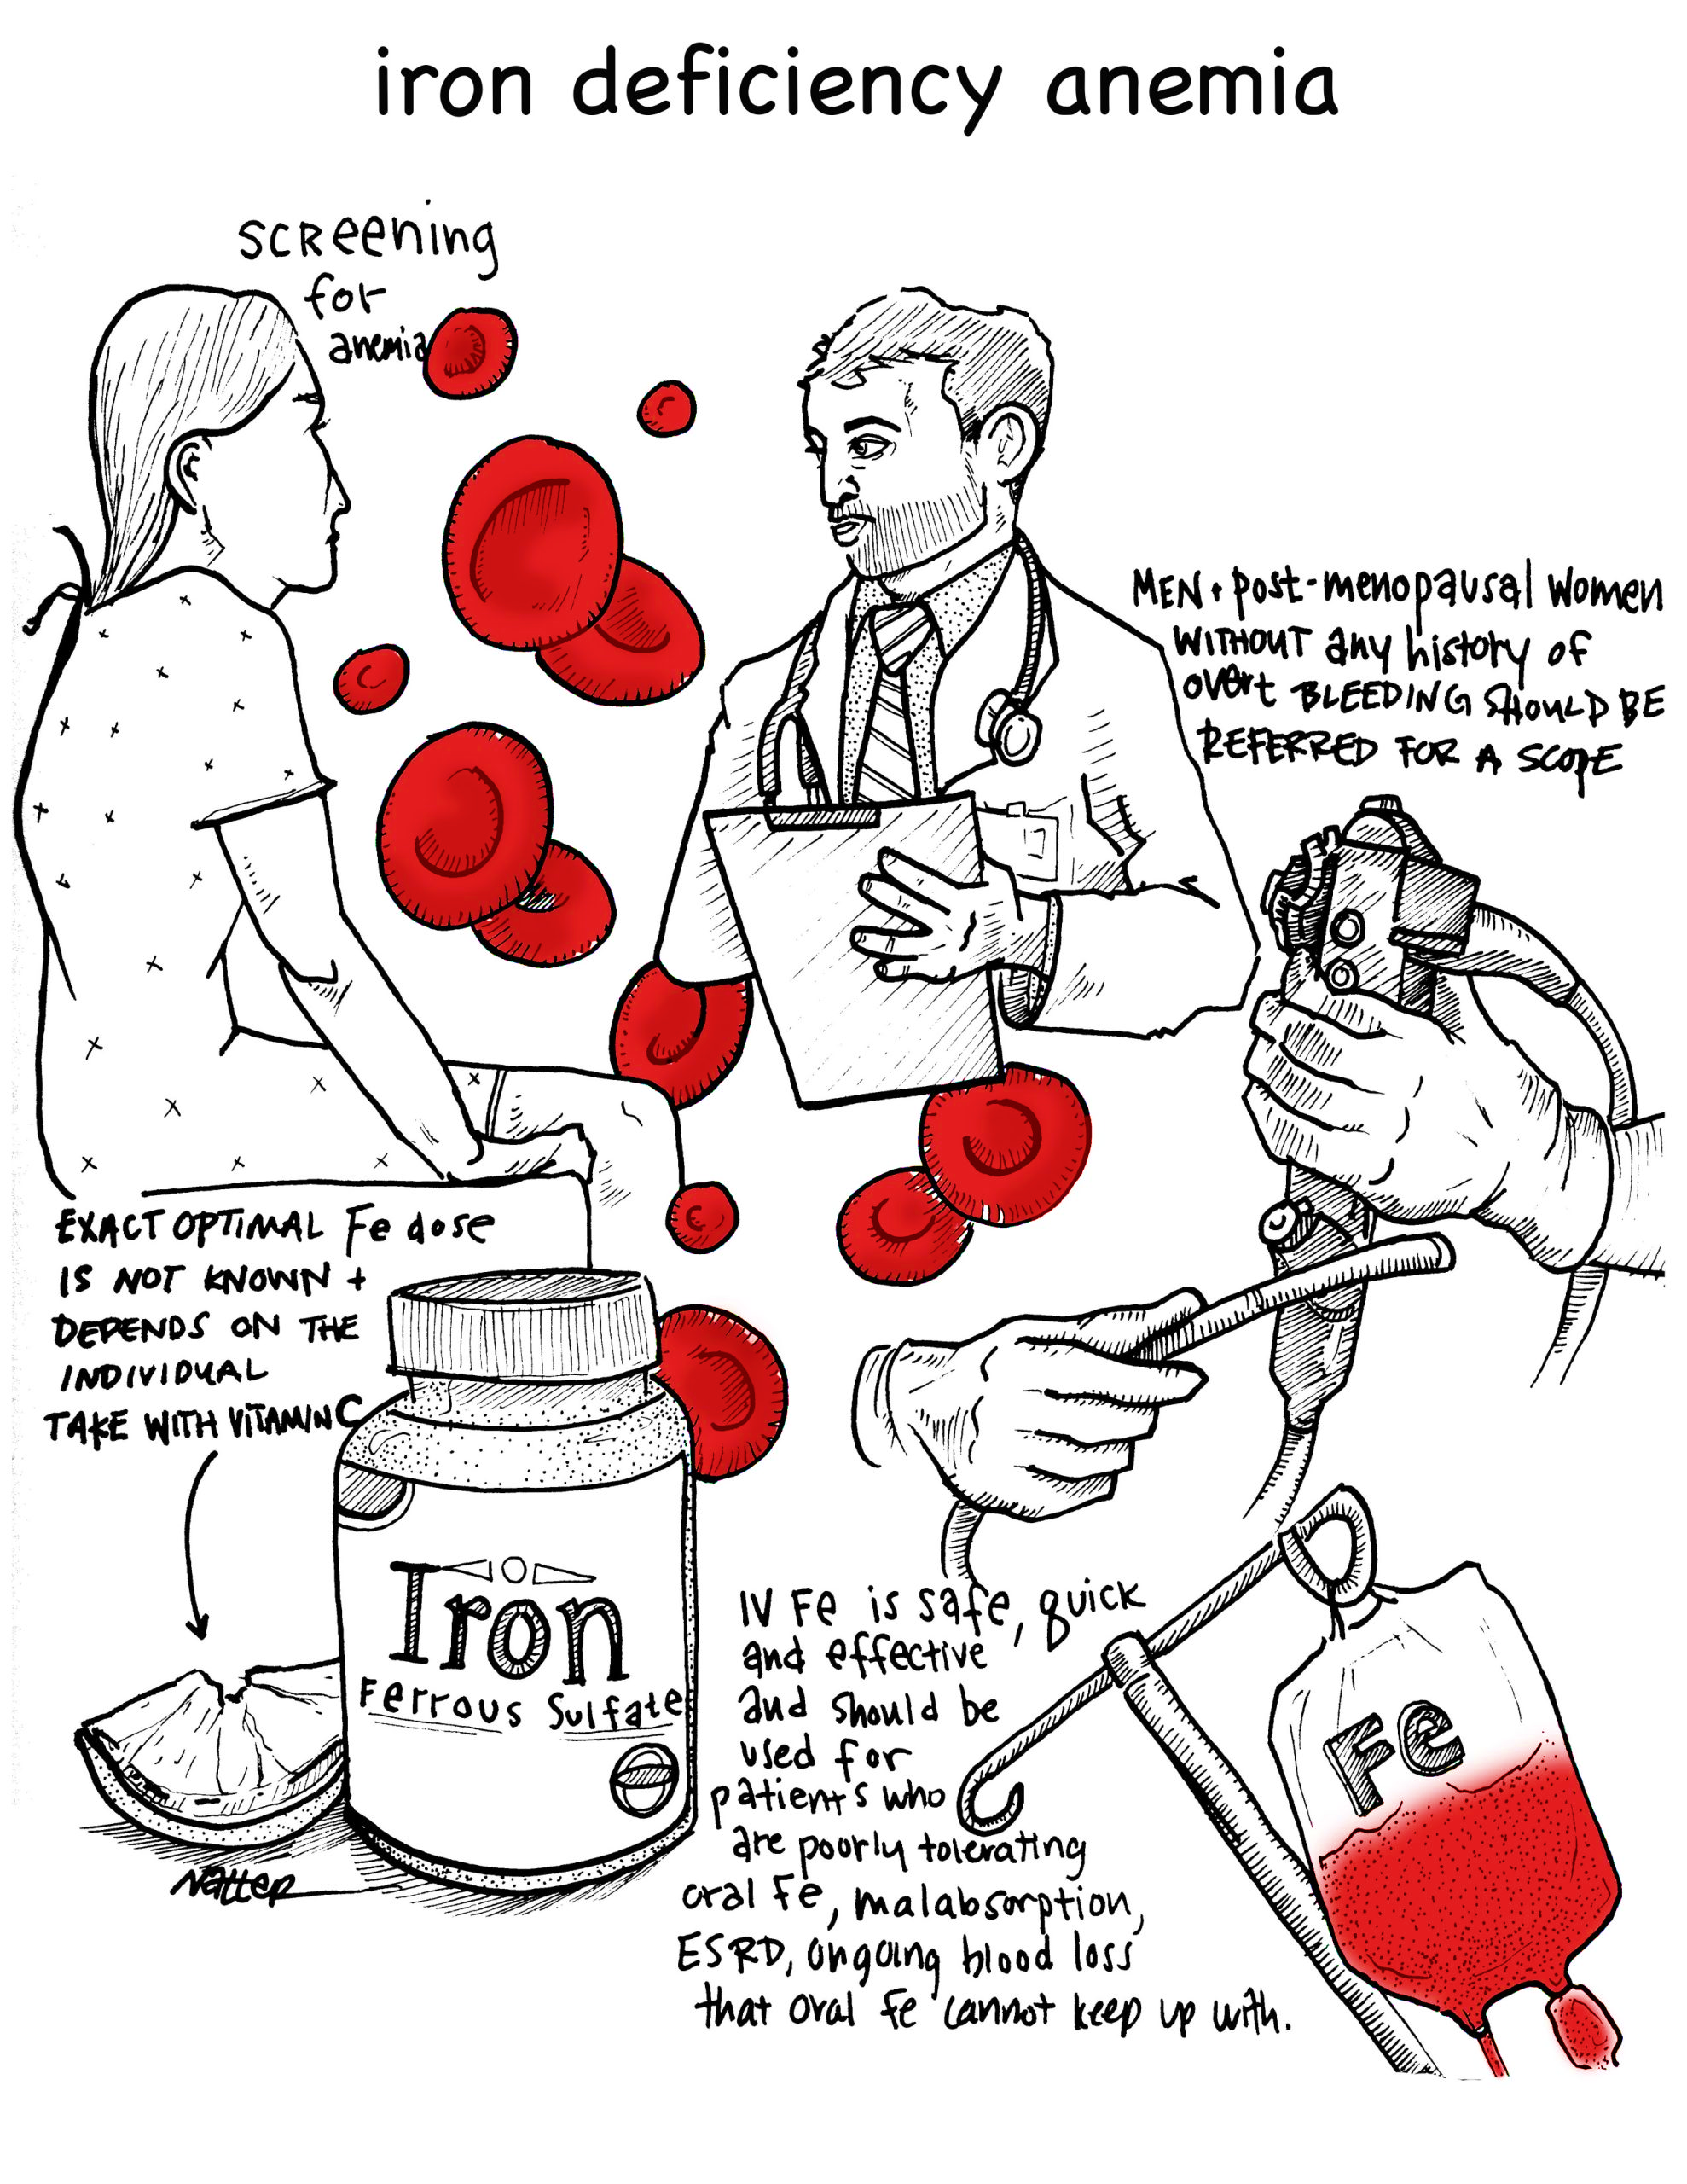 iron deficiency anemia
SCREening
for
anemia
MEN + post-menopausal women
WITHOUT any history of
overt BLEEDING SHOULD BE
REFERRED FOR A SCOPE
EXACT OPTIMAL Fe dose
IS NOT KNOWN +
DEPENDS ON THE
INDIVIDUAL
TAKE WITH VITAMIN C
Iron
Ferrous Sulfate
Natter
IV Fe is safe, quick
and effective
and should be
used for
patients who
are poorly tolerating
oral Fe, malabsorption,
ESRD, ongoing blood loss
that oral Fe cannot keep up with.
Fe